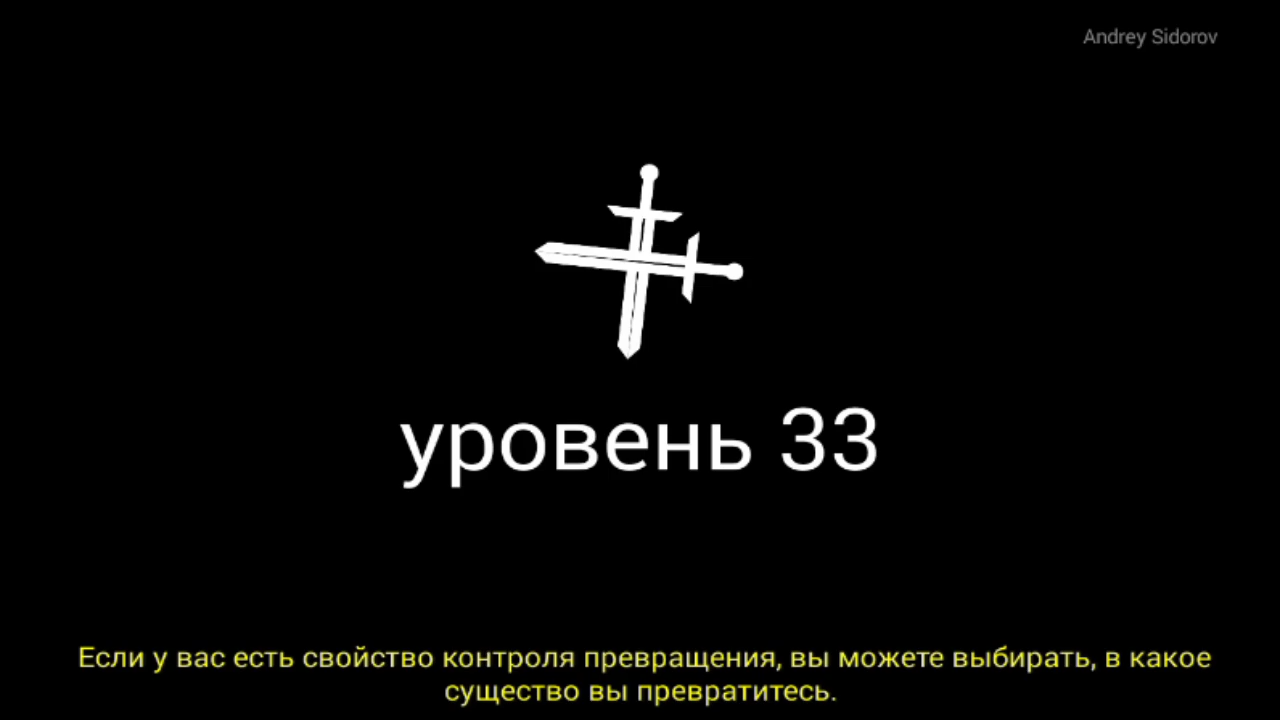 Andrey Sidorov
уровень 33
Если у вас есть свойство контроля превращения, вы можете выбирать, в какое
существо вы превратитесь.